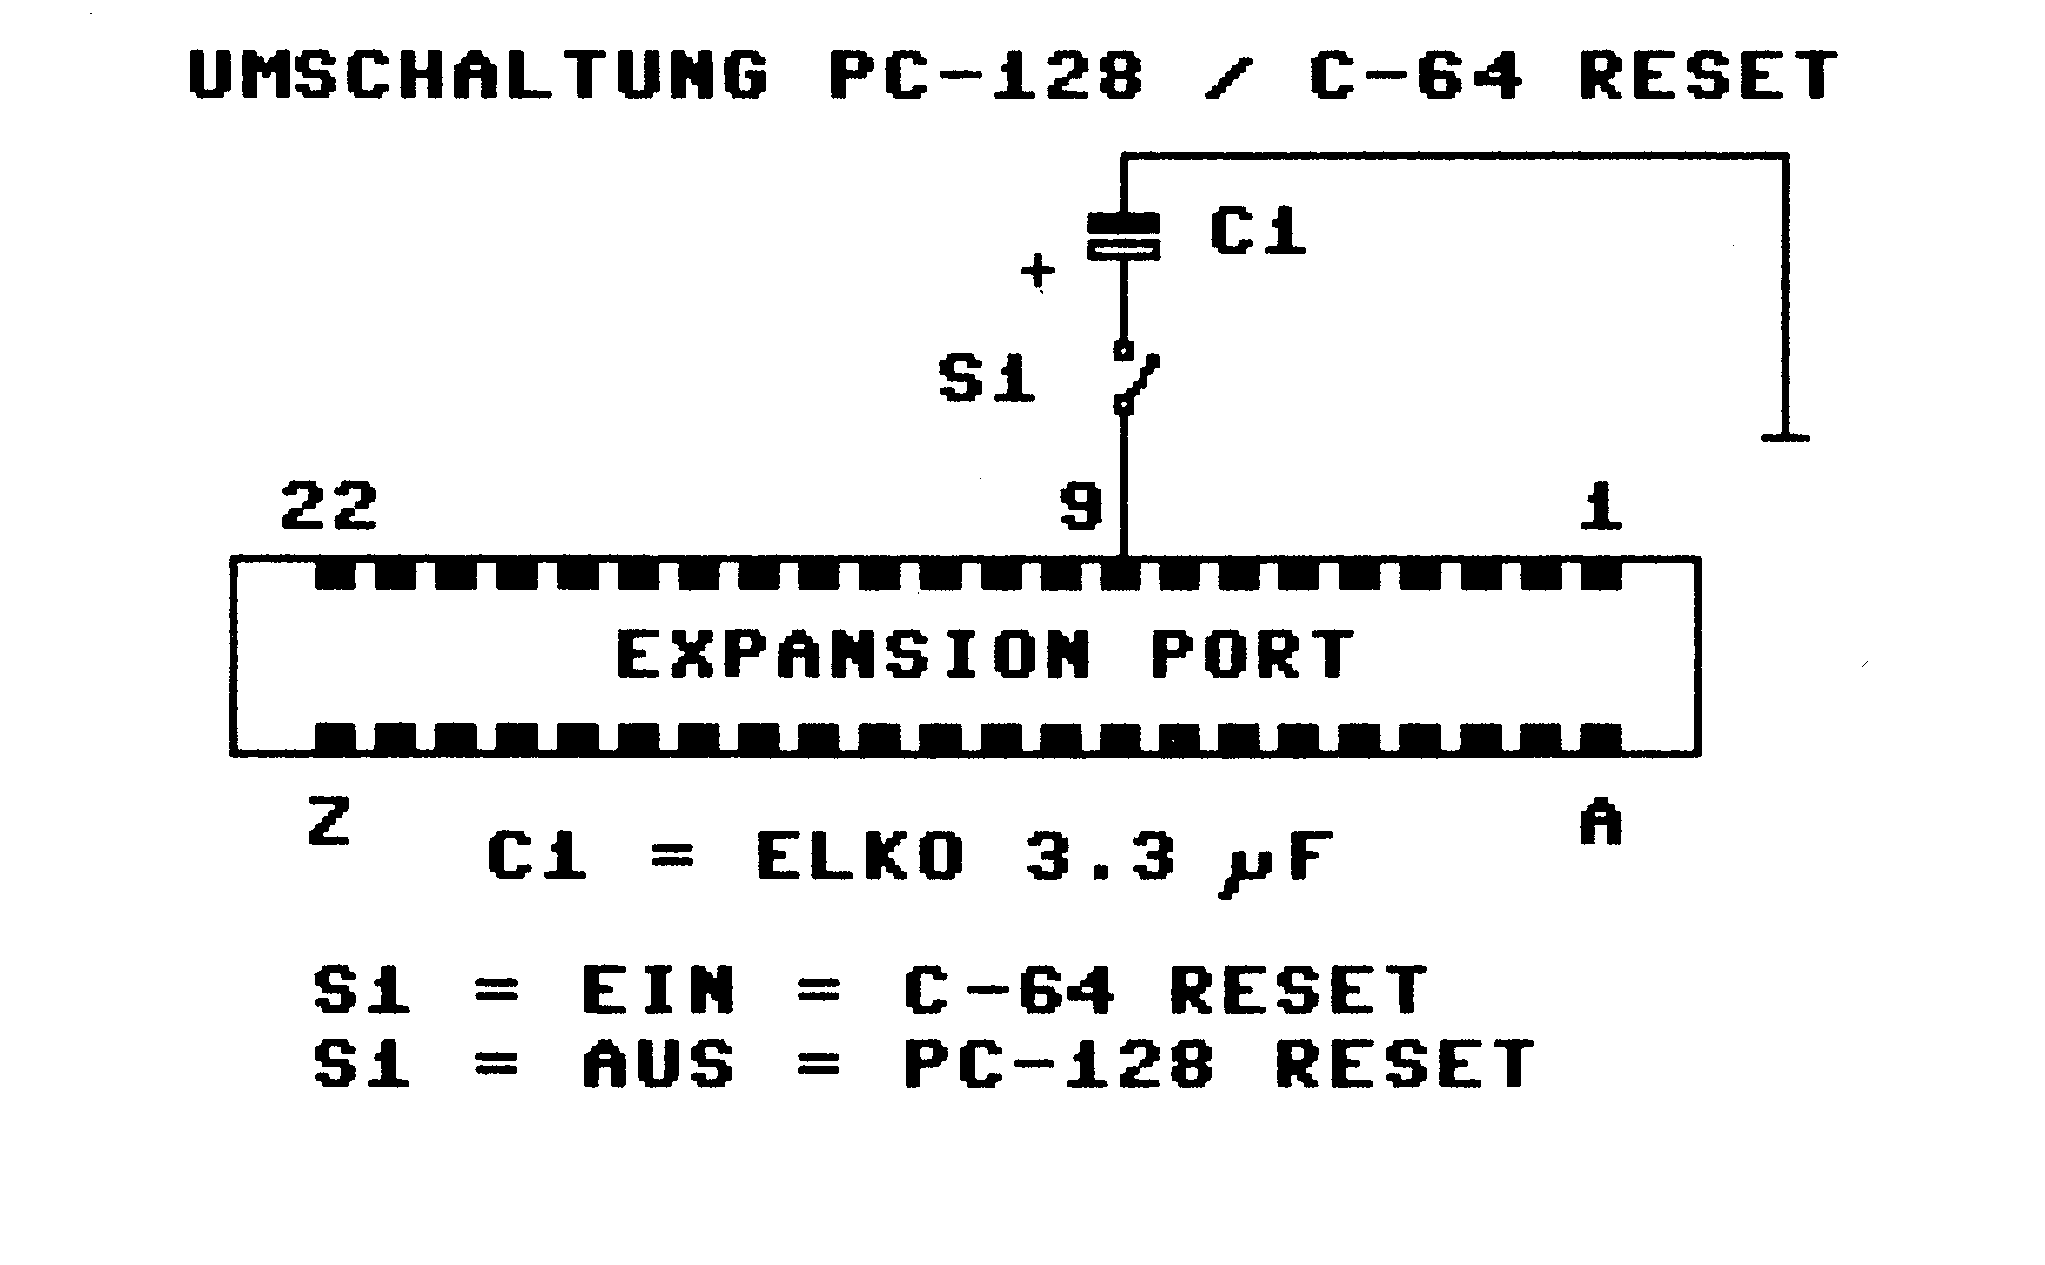 UMSCHALTUNG PC-128 / C-64 RESET
C1
+
S1
22 9 1
EXPANSION PORT
Z A
C1 = ELKO 3.3 µF
S1 = EIN = C-64 RESET
S1 = AUS = PC-128 RESET